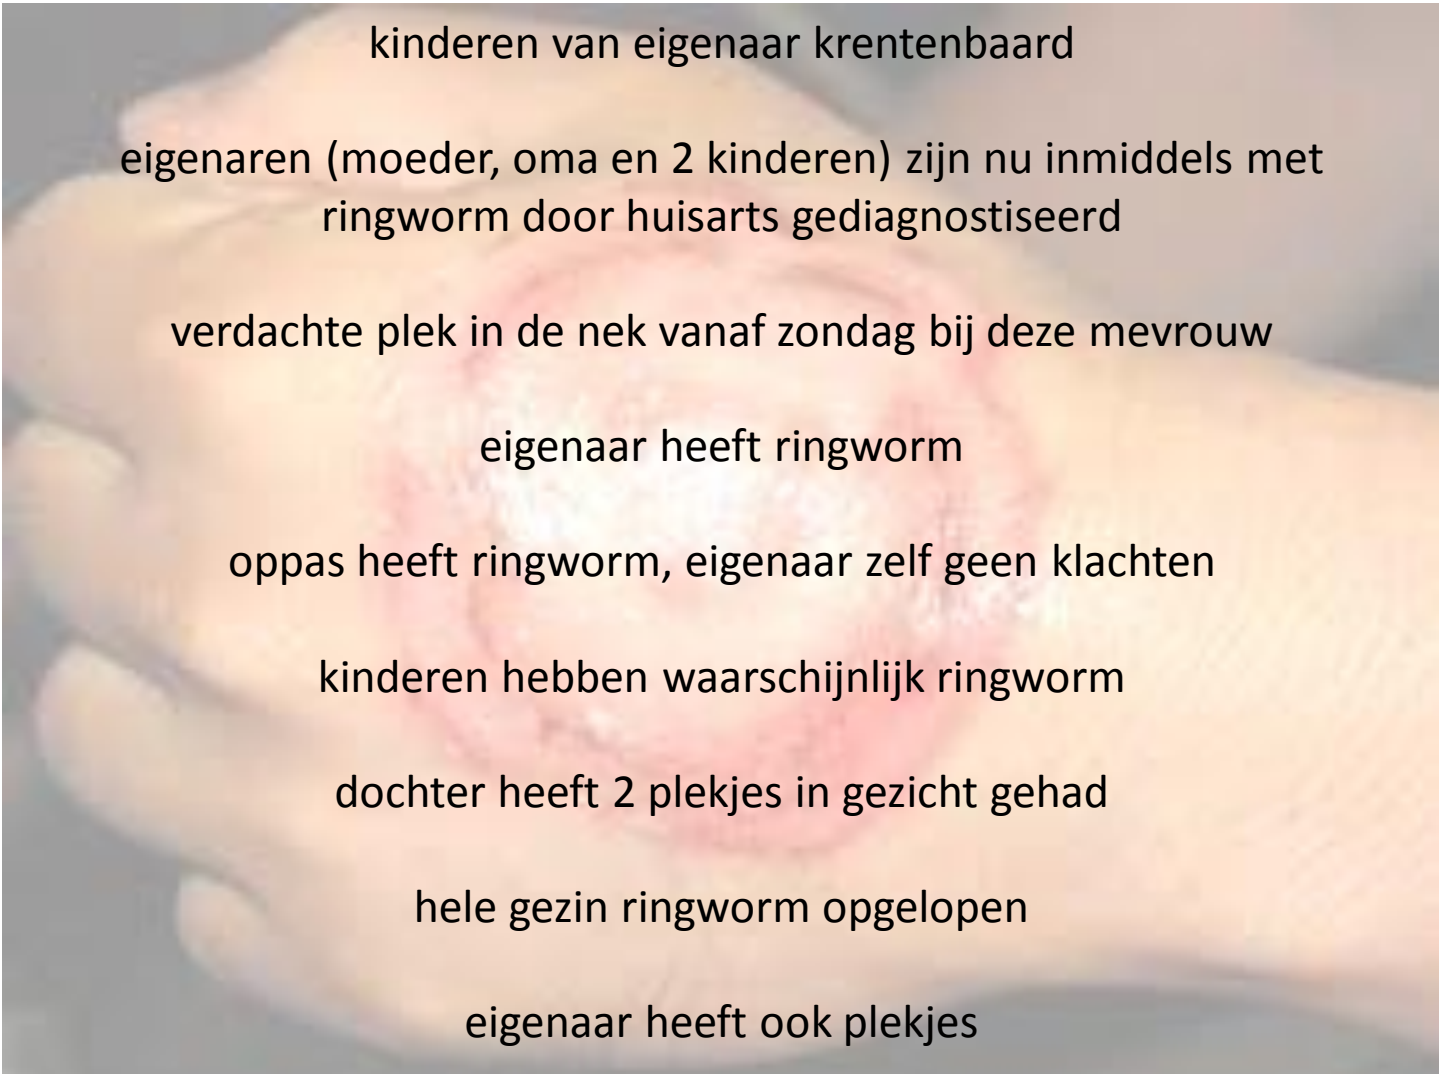 kinderen van eigenaar krentenbaard
eigenaren (moeder, oma en 2 kinderen) zijn nu inmiddels met
ringworm door huisarts gediagnostiseerd
verdachte plek in de nek vanaf zondag bij deze mevrouw
eigenaar heeft ringworm
oppas heeft ringworm, eigenaar zelf geen klachten
kinderen hebben waarschijnlijk ringworm
dochter heeft 2 plekjes in gezicht gehad
hele gezin ringworm opgelopen
eigenaar heeft ook plekjes